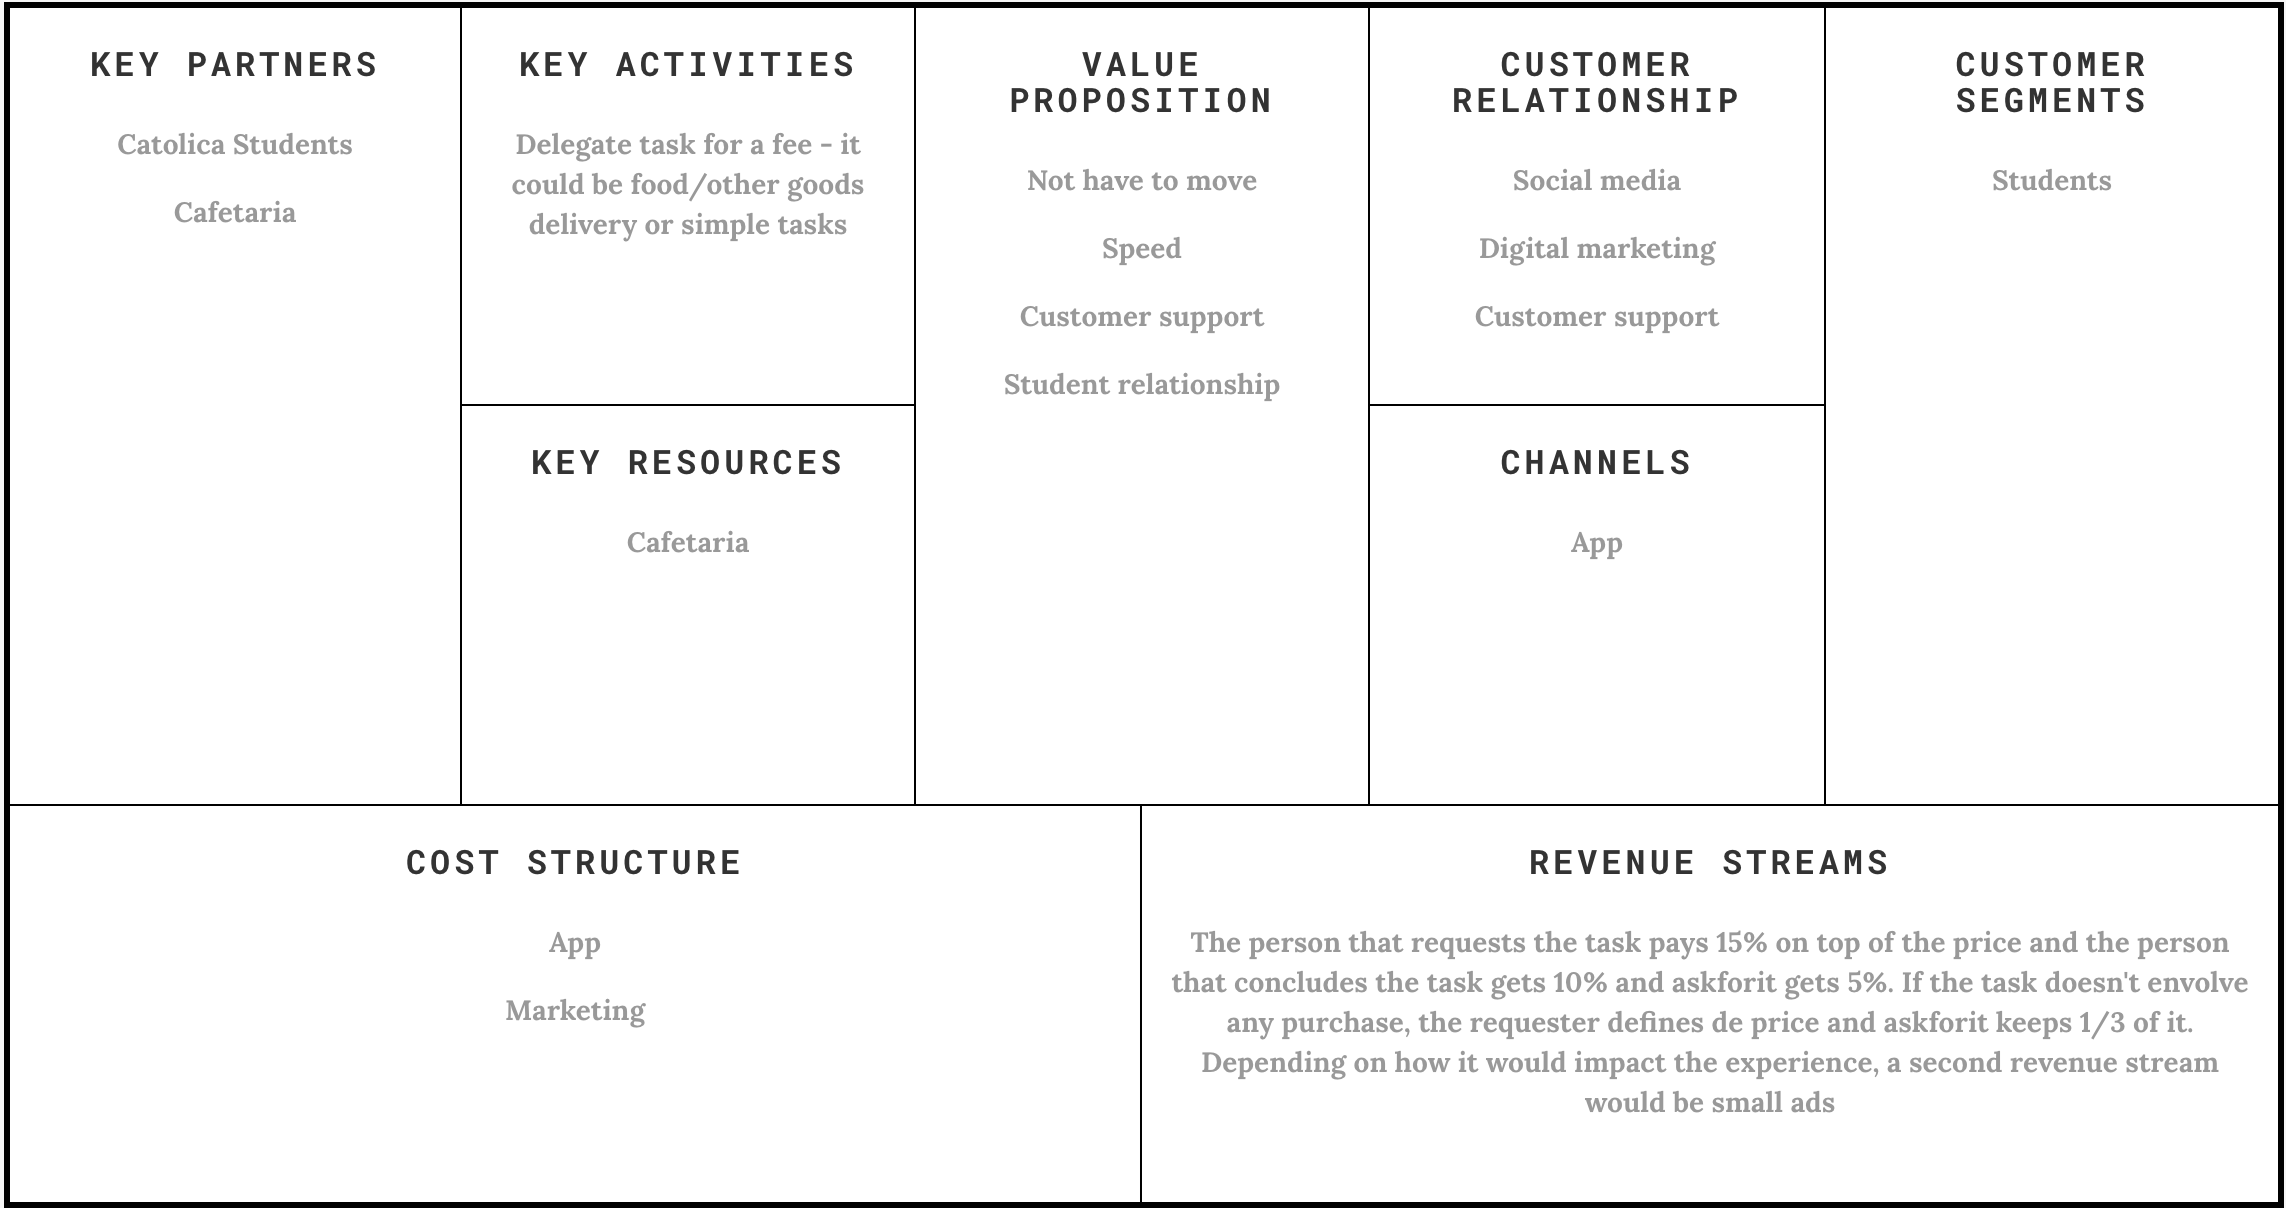 KEY PARTNERS
Catolica Students
Cafetaria
KEY ACTIVITIES
Delegate task for a fee - it
could be food/other goods
delivery or simple tasks
KEY RESOURCES
Cafetaria
VALUE
PROPOSITION
Not have to move
Speed
Customer support
Student relationship
CUSTOMER
RELATIONSHIP
Social media
Digital marketing
Customer support
CHANNELS
App
CUSTOMER
SEGMENTS
Students
COST STRUCTURE
App
Marketing
REVENUE STREAMS
The person that requests the task pays 15% on top of the price and the person
that concludes the task gets 10% and askforit gets 5%. If the task doesn't envolve
any purchase, the requester defines de price and askforit keeps 1/3 of it.
Depending on how it would impact the experience, a second revenue stream
would be small ads